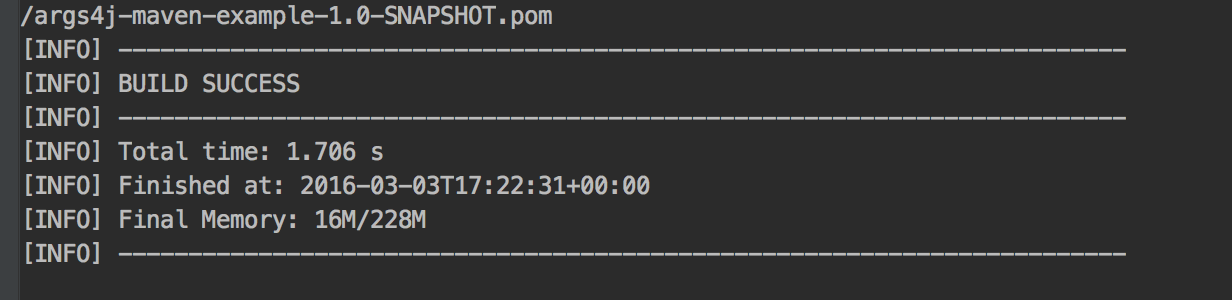 /args4j-maven-example-1.0-SNAPSHOT.pom
[INFO] ------------------------------------------------------------------------
[INFO] BUILD SUCCESS
[INFO] ------------------------------------------------------------------------
[INFO] Total time: 1.706 s
[INFO] Finished at: 2016-03-03T17:22:31+00:00
[INFO] Final Memory: 16M/228M
[INFO] ------------------------------------------------------------------------